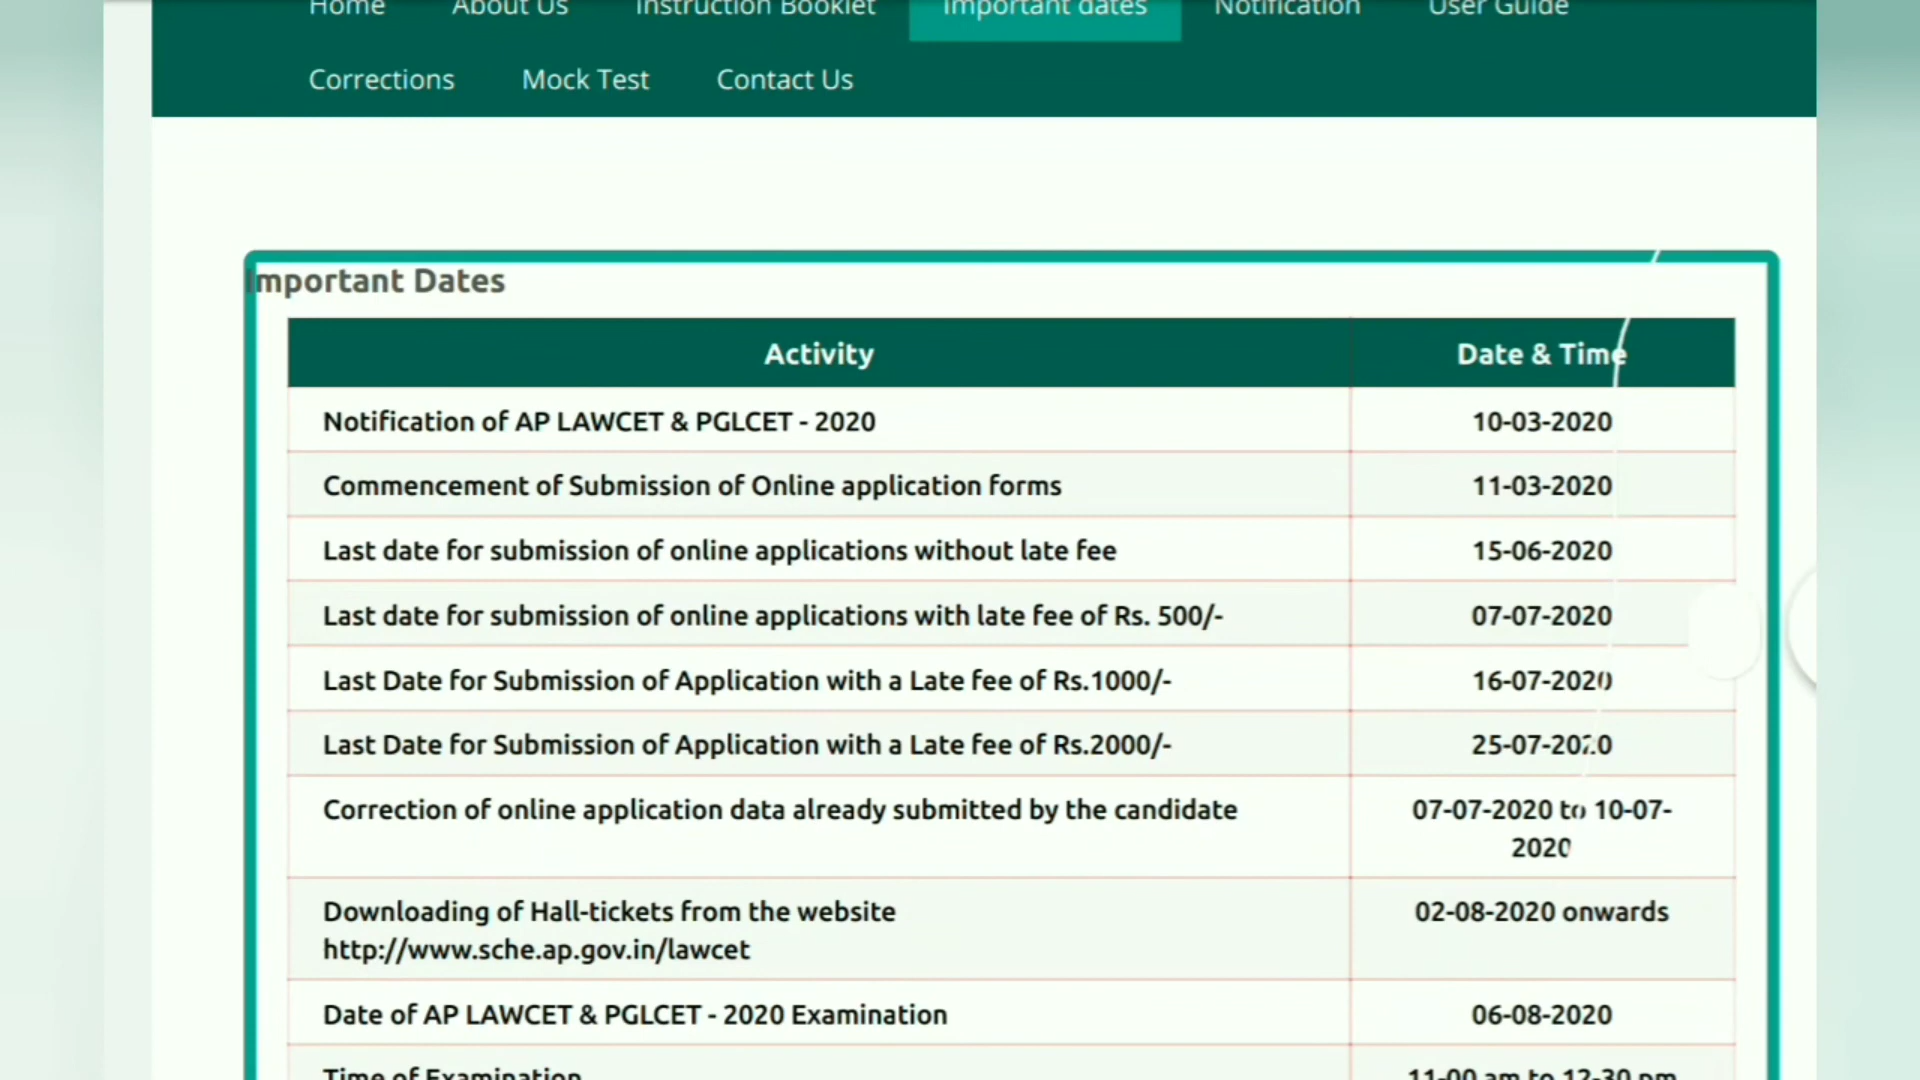 Home About Us Instruction Booklet Important dates Notification User Guide
Corrections Mock Test Contact Us
Important Dates
Activity Date & Time
Notification of AP LAWCET & PGLCET - 2020 10-03-2020
Commencement of Submission of Online application forms 11-03-2020
Last date for submission of online applications without late fee 15-06-2020
Last date for submission of online applications with late fee of Rs. 500/- 07-07-2020
Last Date for Submission of Application with a Late fee of Rs.1000/- 16-07-2020
Last Date for Submission of Application with a Late fee of Rs.2000/- 25-07-2020
Correction of online application data already submitted by the candidate 07-07-2020 to 10-07-
2020
Downloading of Hall-tickets from the website 02-08-2020 onwards
http://www.sche.ap.gov.in/lawcet
Date of AP LAWCET & PGLCET - 2020 Examination 06-08-2020
Time of Examination 11-00 am to 12-30 pm